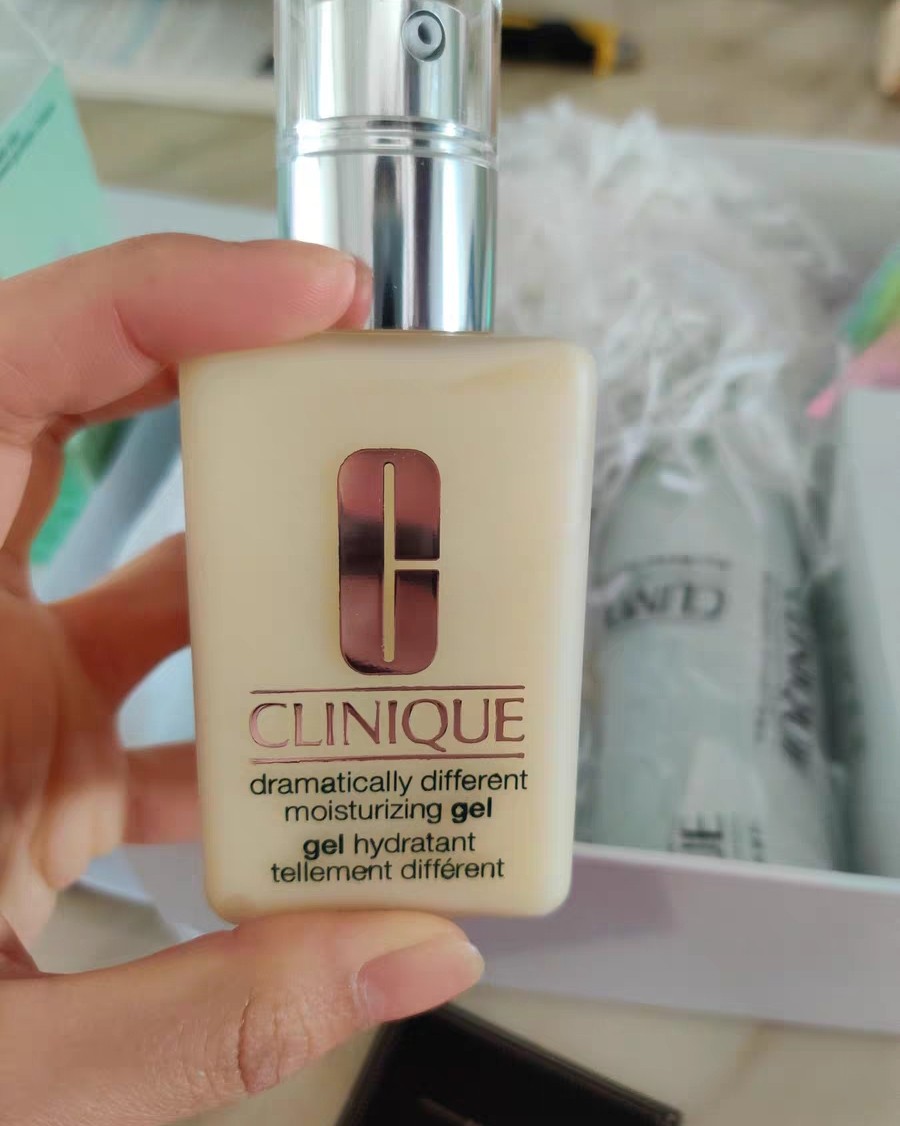 C
CLINIQUE
dramatically different
moisturizing gel
gel hydratant
tellement différent